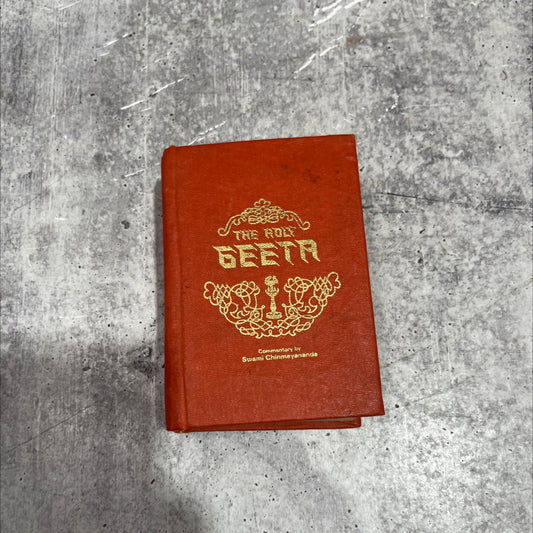 THE HOLY
GEETA
Commentary by
Swami Chinmayananda